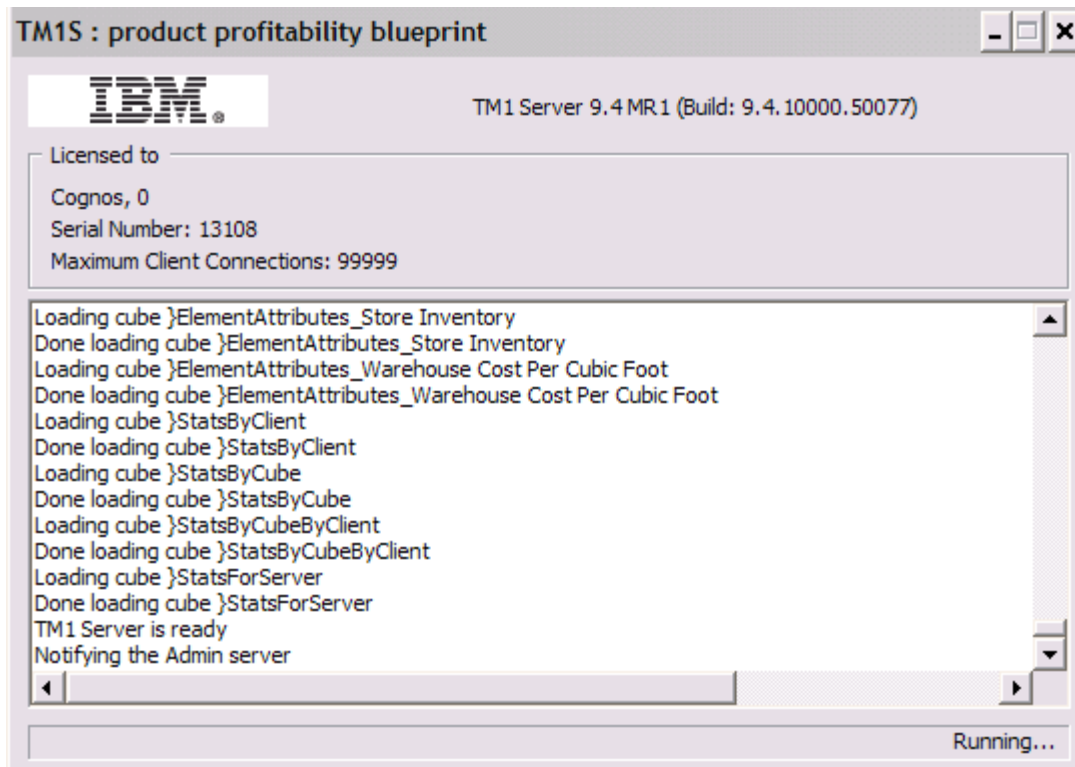 TM1S : product profitability blueprint
IBM®
TM1 Server 9.4 MR1 (Build: 9.4.10000.50077)
Licensed to
Cognos, 0
Serial Number: 13108
Maximum Client Connections: 99999
Loading cube }ElementAttributes_Store Inventory
Done loading cube }ElementAttributes_Store Inventory
Loading cube }ElementAttributes_Warehouse Cost Per Cubic Foot
Done loading cube }ElementAttributes_Warehouse Cost Per Cubic Foot
Loading cube }StatsByClient
Done loading cube }StatsByClient
Loading cube }StatsByCube
Done loading cube }StatsByCube
Loading cube }StatsByCubeByClient
Done loading cube }StatsByCubeByClient
Loading cube }StatsForServer
Done loading cube }StatsForServer
TM1 Server is ready
Notifying the Admin server
Running...